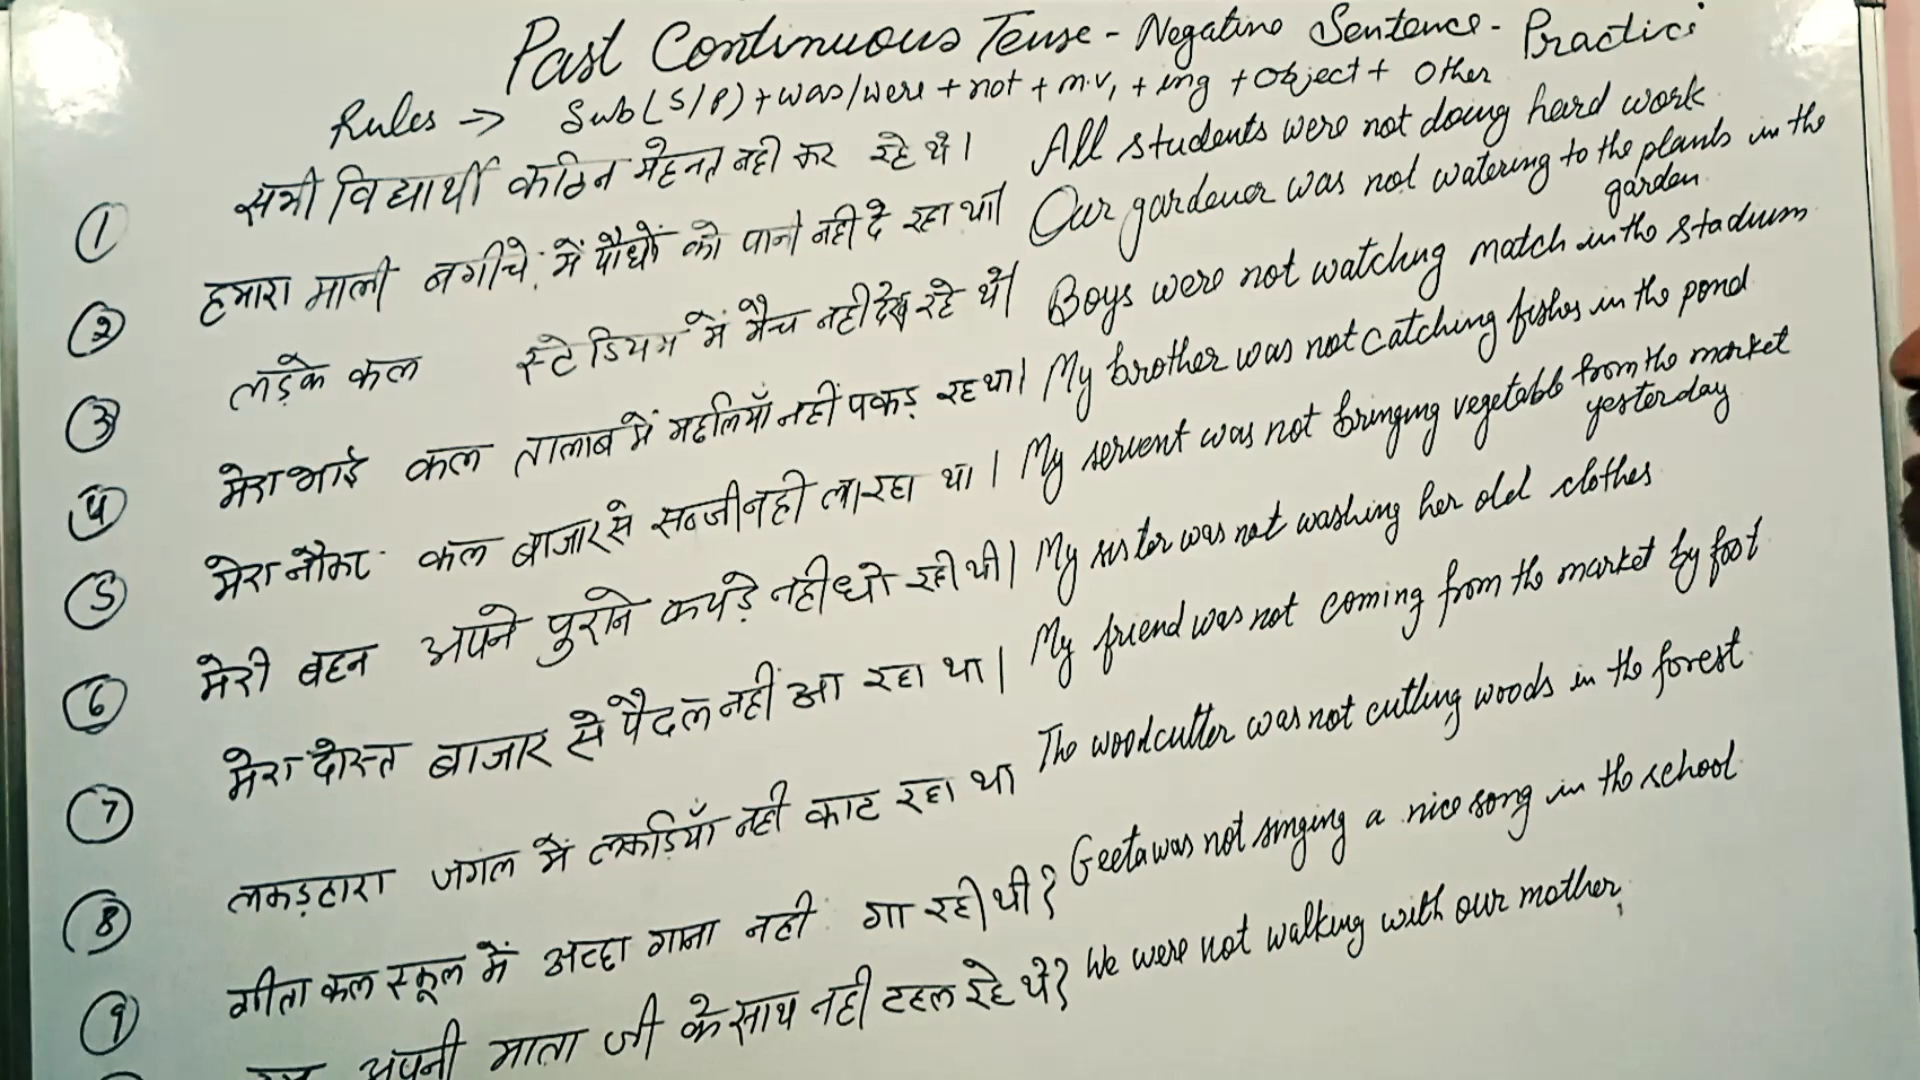 Past Continuous Tense - Negative Sentence - Practice
Rules → Sub(S/P) + was/were + not + m.v₁ + ing + object + Other
① सभी विद्यार्थी कठिन मेहनत नही कर रहे थे। All students were not doing hard work
② हमारा माली बगीचे में पौधों को पानी नही दे रहा था। Our gardener was not watering to the plants in the garden
③ लड़के कल स्टेडियम में मैच नही देख रहे थे। Boys were not watching match in the stadium
④ मेरा भाई कल तालाब में मछलियाँ नहीं पकड़ रह था। My brother was not catching fishes in the pond
⑤ मेरा नौकर कल बाजार से सब्जी नही ला रहा था। My servent was not bringing vegetable from the market yesterday
⑥ मेरी बहन अपने पुराने कपड़े नही धो रही थी। My sister was not washing her old clothes
⑦ मेरा दोस्त बाजार से पैदल नहीं आ रहा था। My friend was not coming from the market by foot
⑧ लकड़हारा जगल में लकड़ियाँ नही काट रहा था The woodcutter was not cutting woods in the forest
⑨ गीता कल स्कूल में अच्छा गाना नही गा रही थी? Geeta was not singing a nice song in the school
अपनी माता जी के साथ नही टहल रहे थे? We were not walking with our mother,